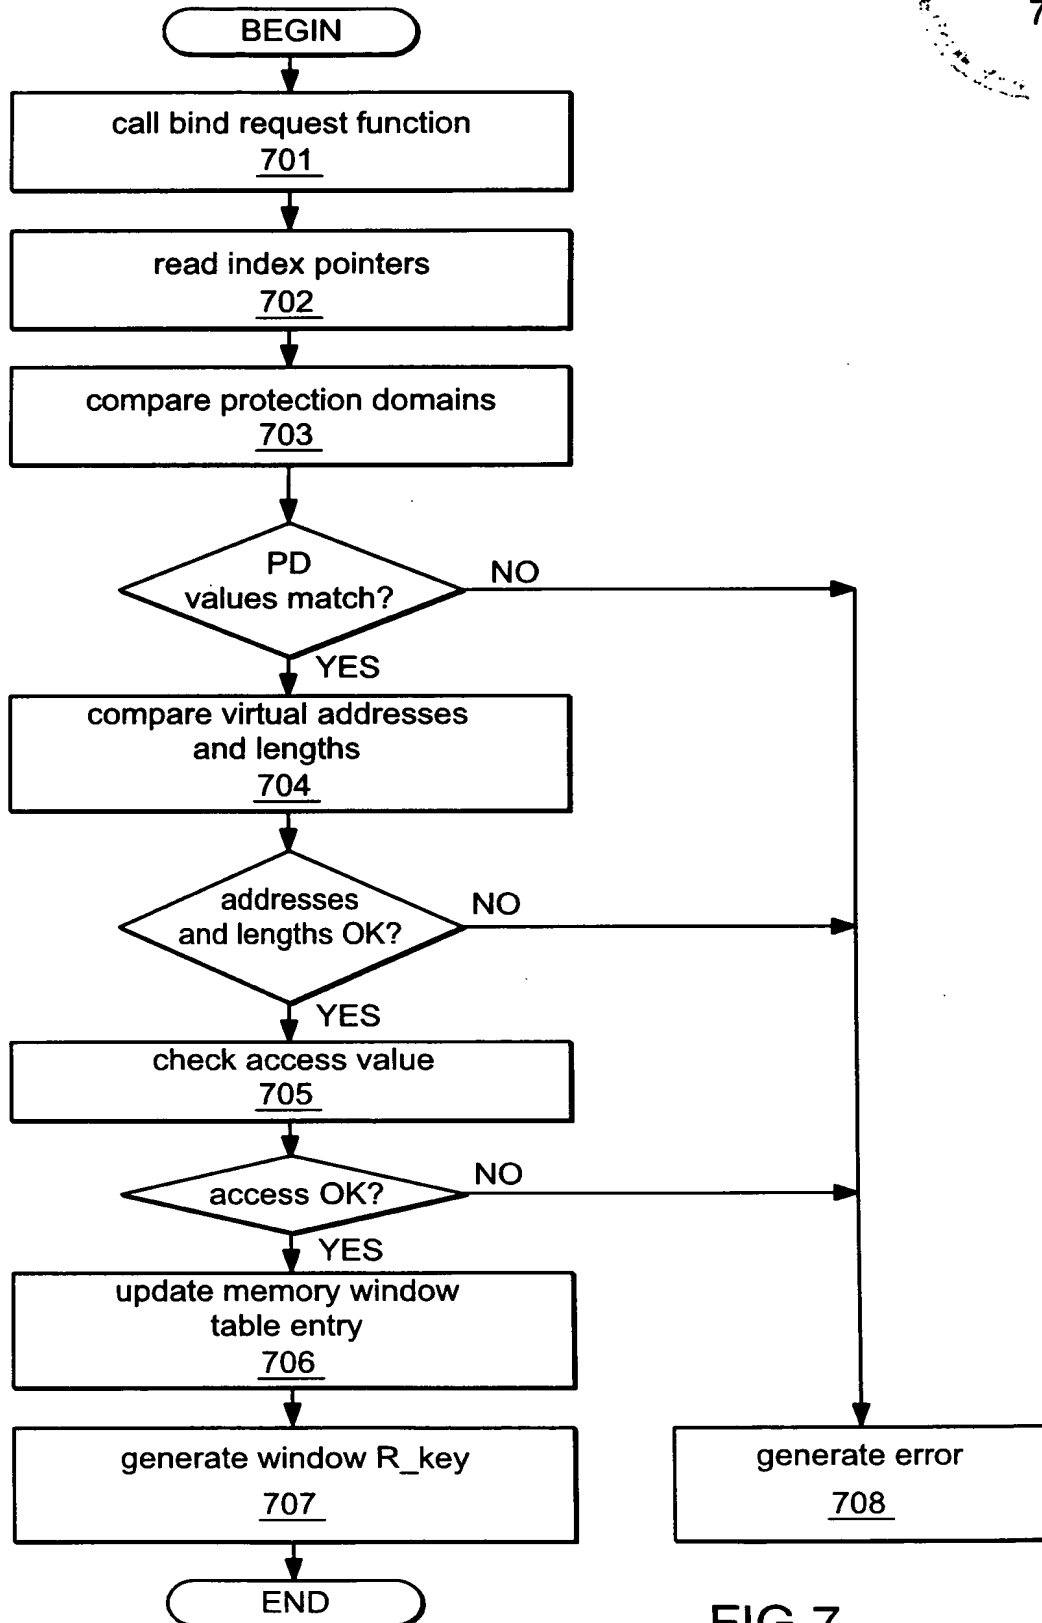 BEGIN
call bind request function
701
read index pointers
702
compare protection domains
703
PD
values match?
NO
YES
compare virtual addresses
and lengths
704
addresses
and lengths OK?
NO
YES
check access value
705
access OK?
NO
YES
update memory window
table entry
706
generate window R_key
707
generate error
708
END
FIG 7